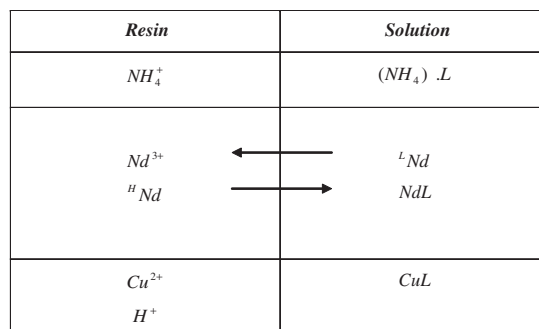 Resin Solution
NH₄⁺ (NH₄) .L
Nd³⁺ ᴸNd
ᴴNd NdL
Cu²⁺ CuL
H⁺